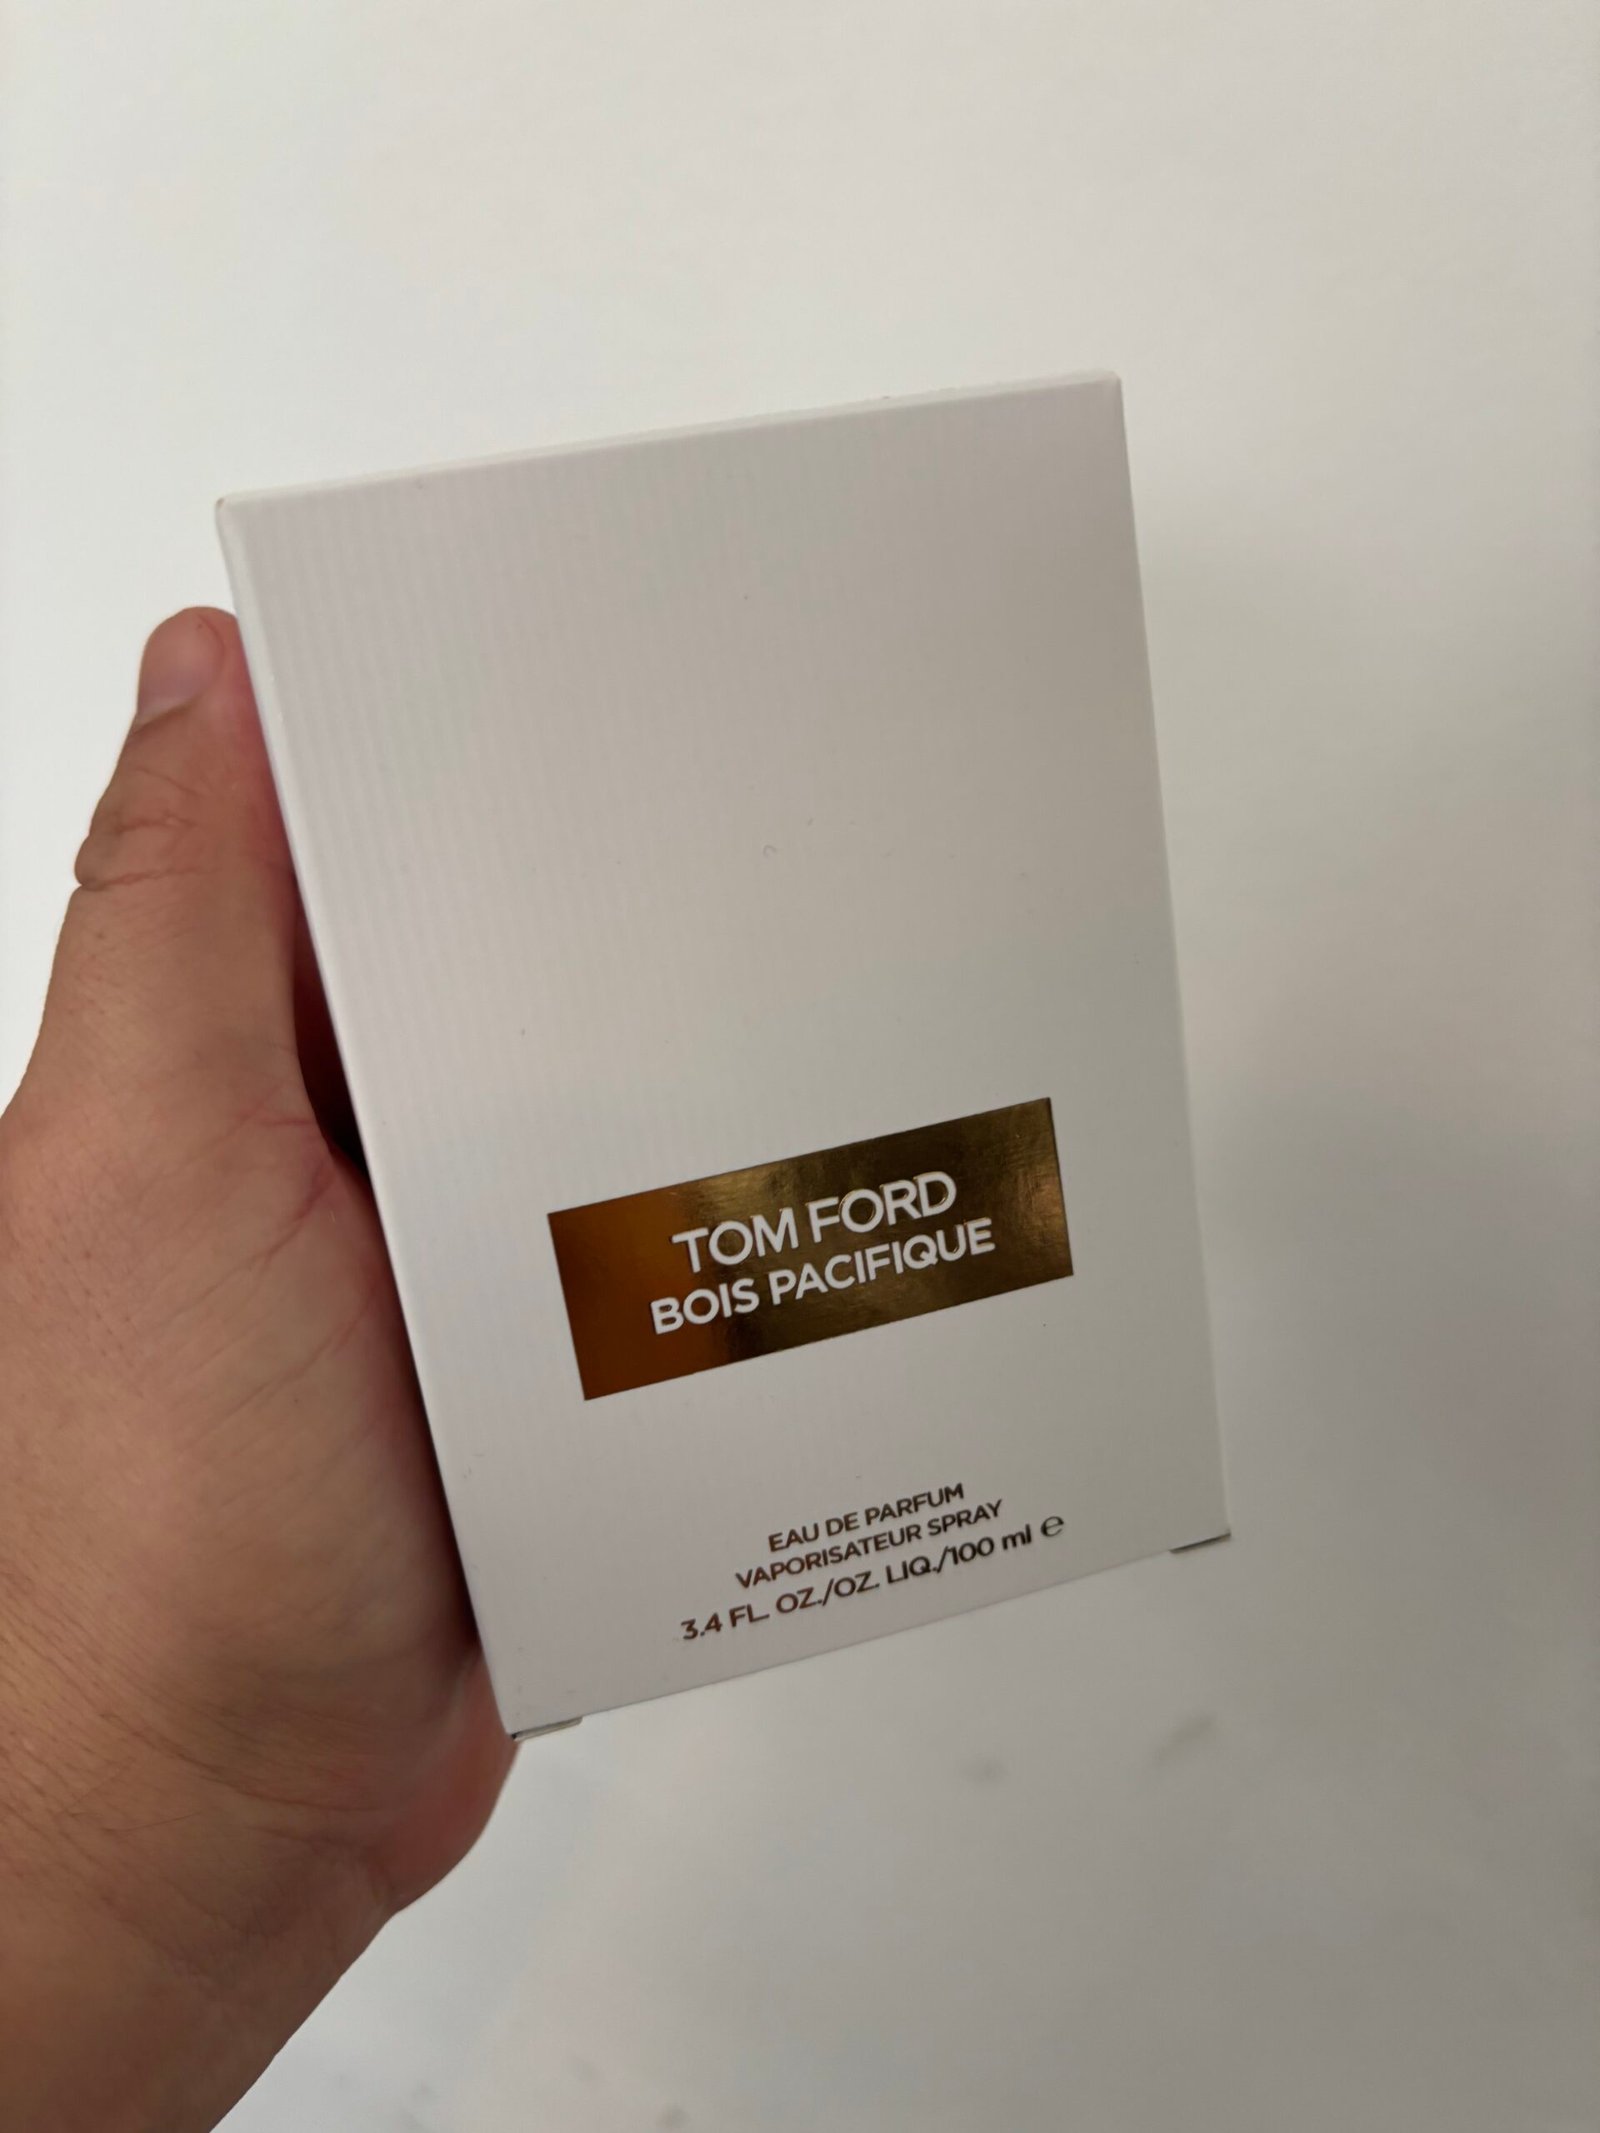 TOM FORD
BOIS PACIFIQUE
EAU DE PARFUM
VAPORISATEUR SPRAY
3.4 FL. OZ./OZ. LIQ./100 ml ℮